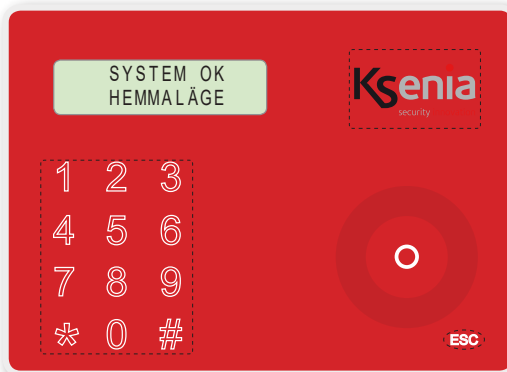 SYSTEM OK
HEMMALÄGE
Ksenia
security
1 2 3
4 5 6
7 8 9
* 0 #
ESC